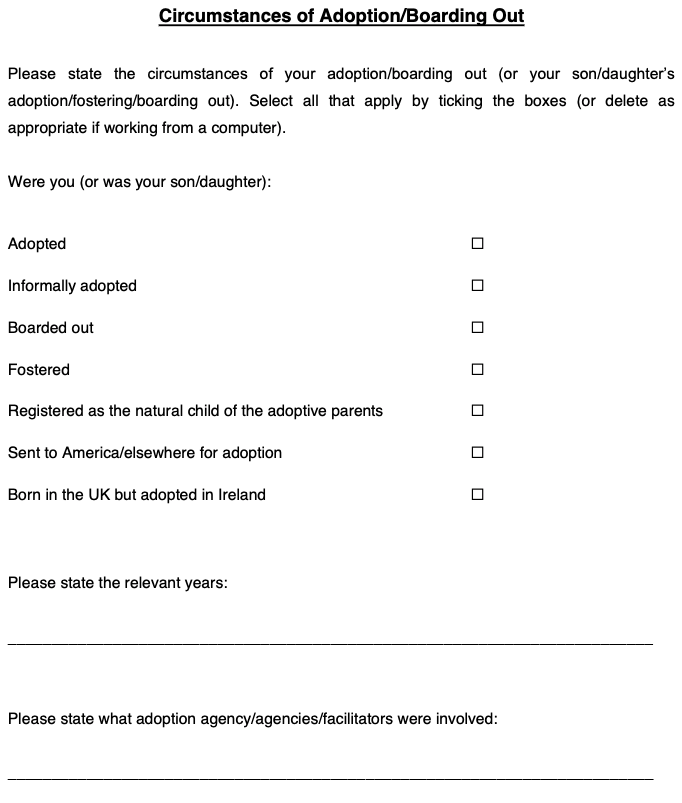 Circumstances of Adoption/Boarding Out
Please state the circumstances of your adoption/boarding out (or your son/daughter's
adoption/fostering/boarding out). Select all that apply by ticking the boxes (or delete as
appropriate if working from a computer).
Were you (or was your son/daughter):
Adopted ☐
Informally adopted ☐
Boarded out ☐
Fostered ☐
Registered as the natural child of the adoptive parents ☐
Sent to America/elsewhere for adoption ☐
Born in the UK but adopted in Ireland ☐
Please state the relevant years:
Please state what adoption agency/agencies/facilitators were involved: